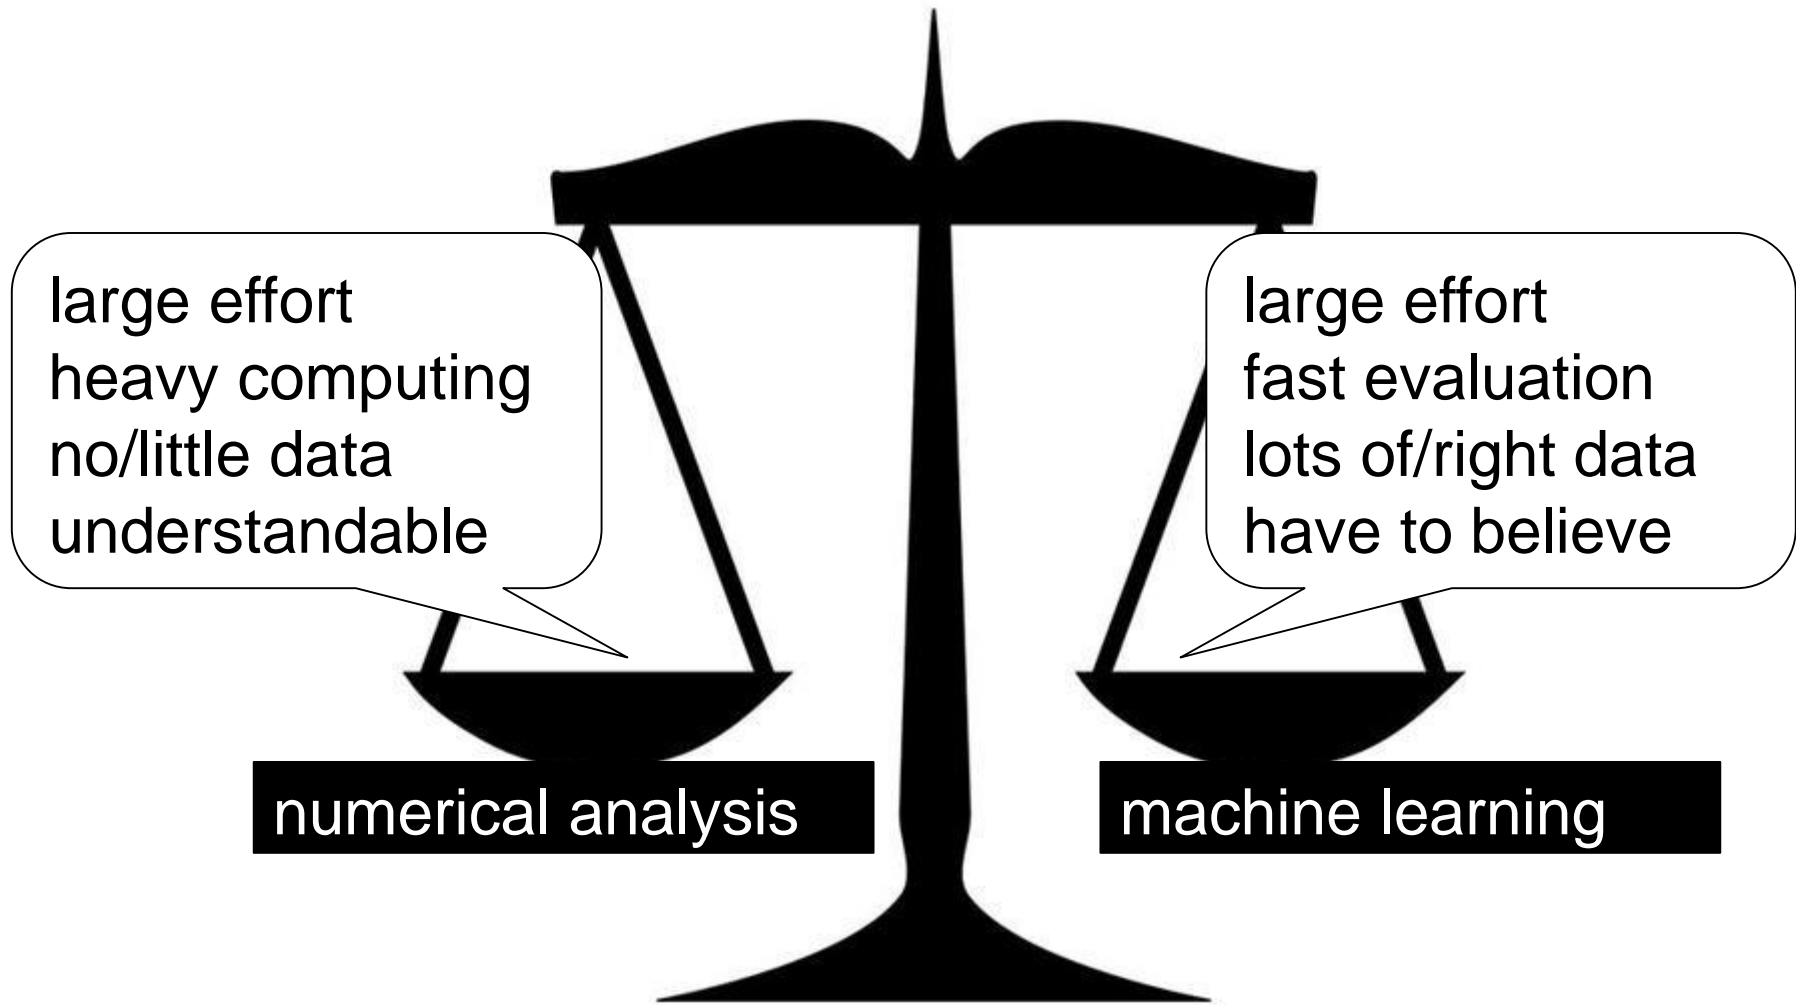 large effort
heavy computing
no/little data
understandable
large effort
fast evaluation
lots of/right data
have to believe
numerical analysis
machine learning